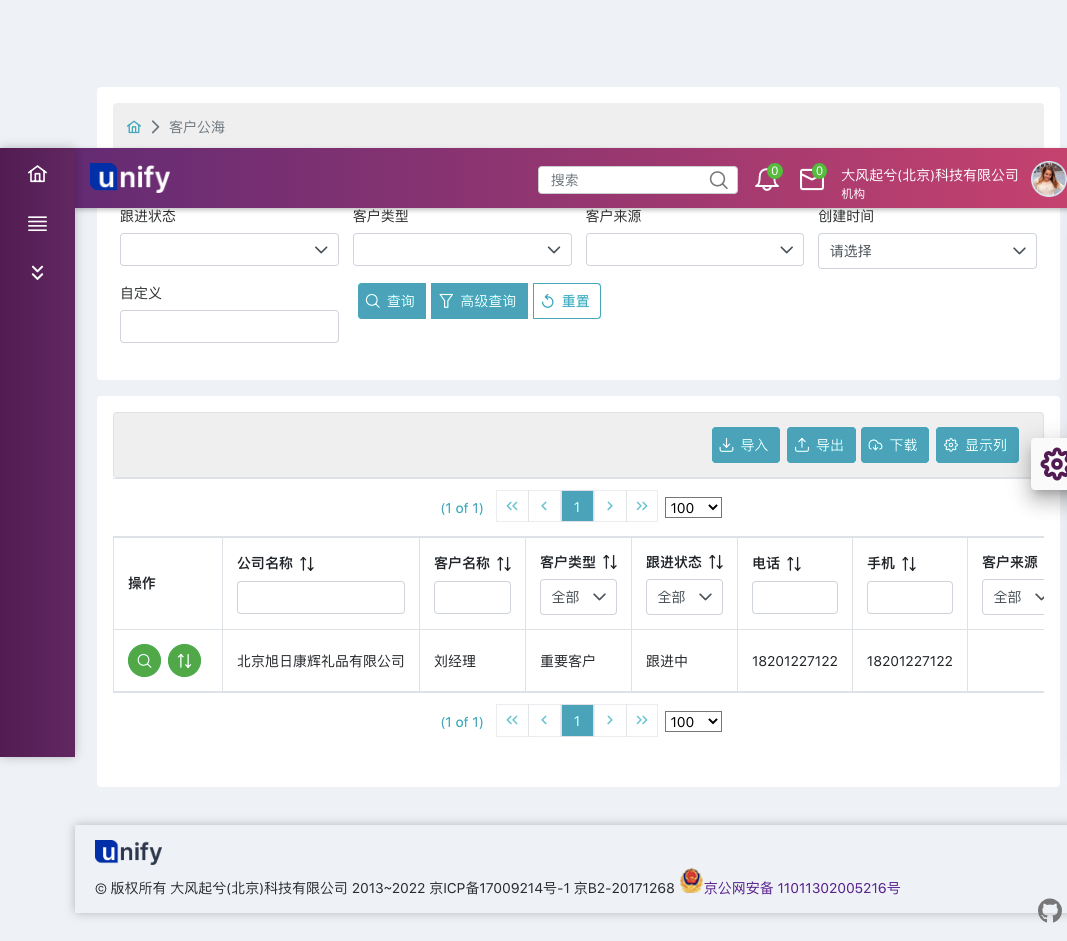 客户公海
unify
搜索
0
0
大风起兮(北京)科技有限公司
机构
跟进状态
客户类型
客户来源
创建时间
请选择
自定义
查询
高级查询
重置
导入
导出
下载
显示列
(1 of 1)
1
100
操作
公司名称
客户名称
客户类型
跟进状态
电话
手机
客户来源
全部
全部
全部
北京旭日康辉礼品有限公司
刘经理
重要客户
跟进中
18201227122
18201227122
(1 of 1)
1
100
unify
© 版权所有 大风起兮(北京)科技有限公司 2013~2022 京ICP备17009214号-1 京B2-20171268 京公网安备 11011302005216号